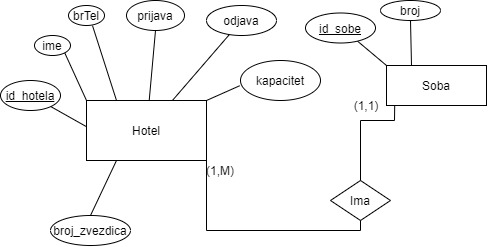 brTel
prijava
odjava
broj
ime
id_sobe
id_hotela
kapacitet
Soba
Hotel
(1,1)
(1,M)
Ima
broj_zvezdica